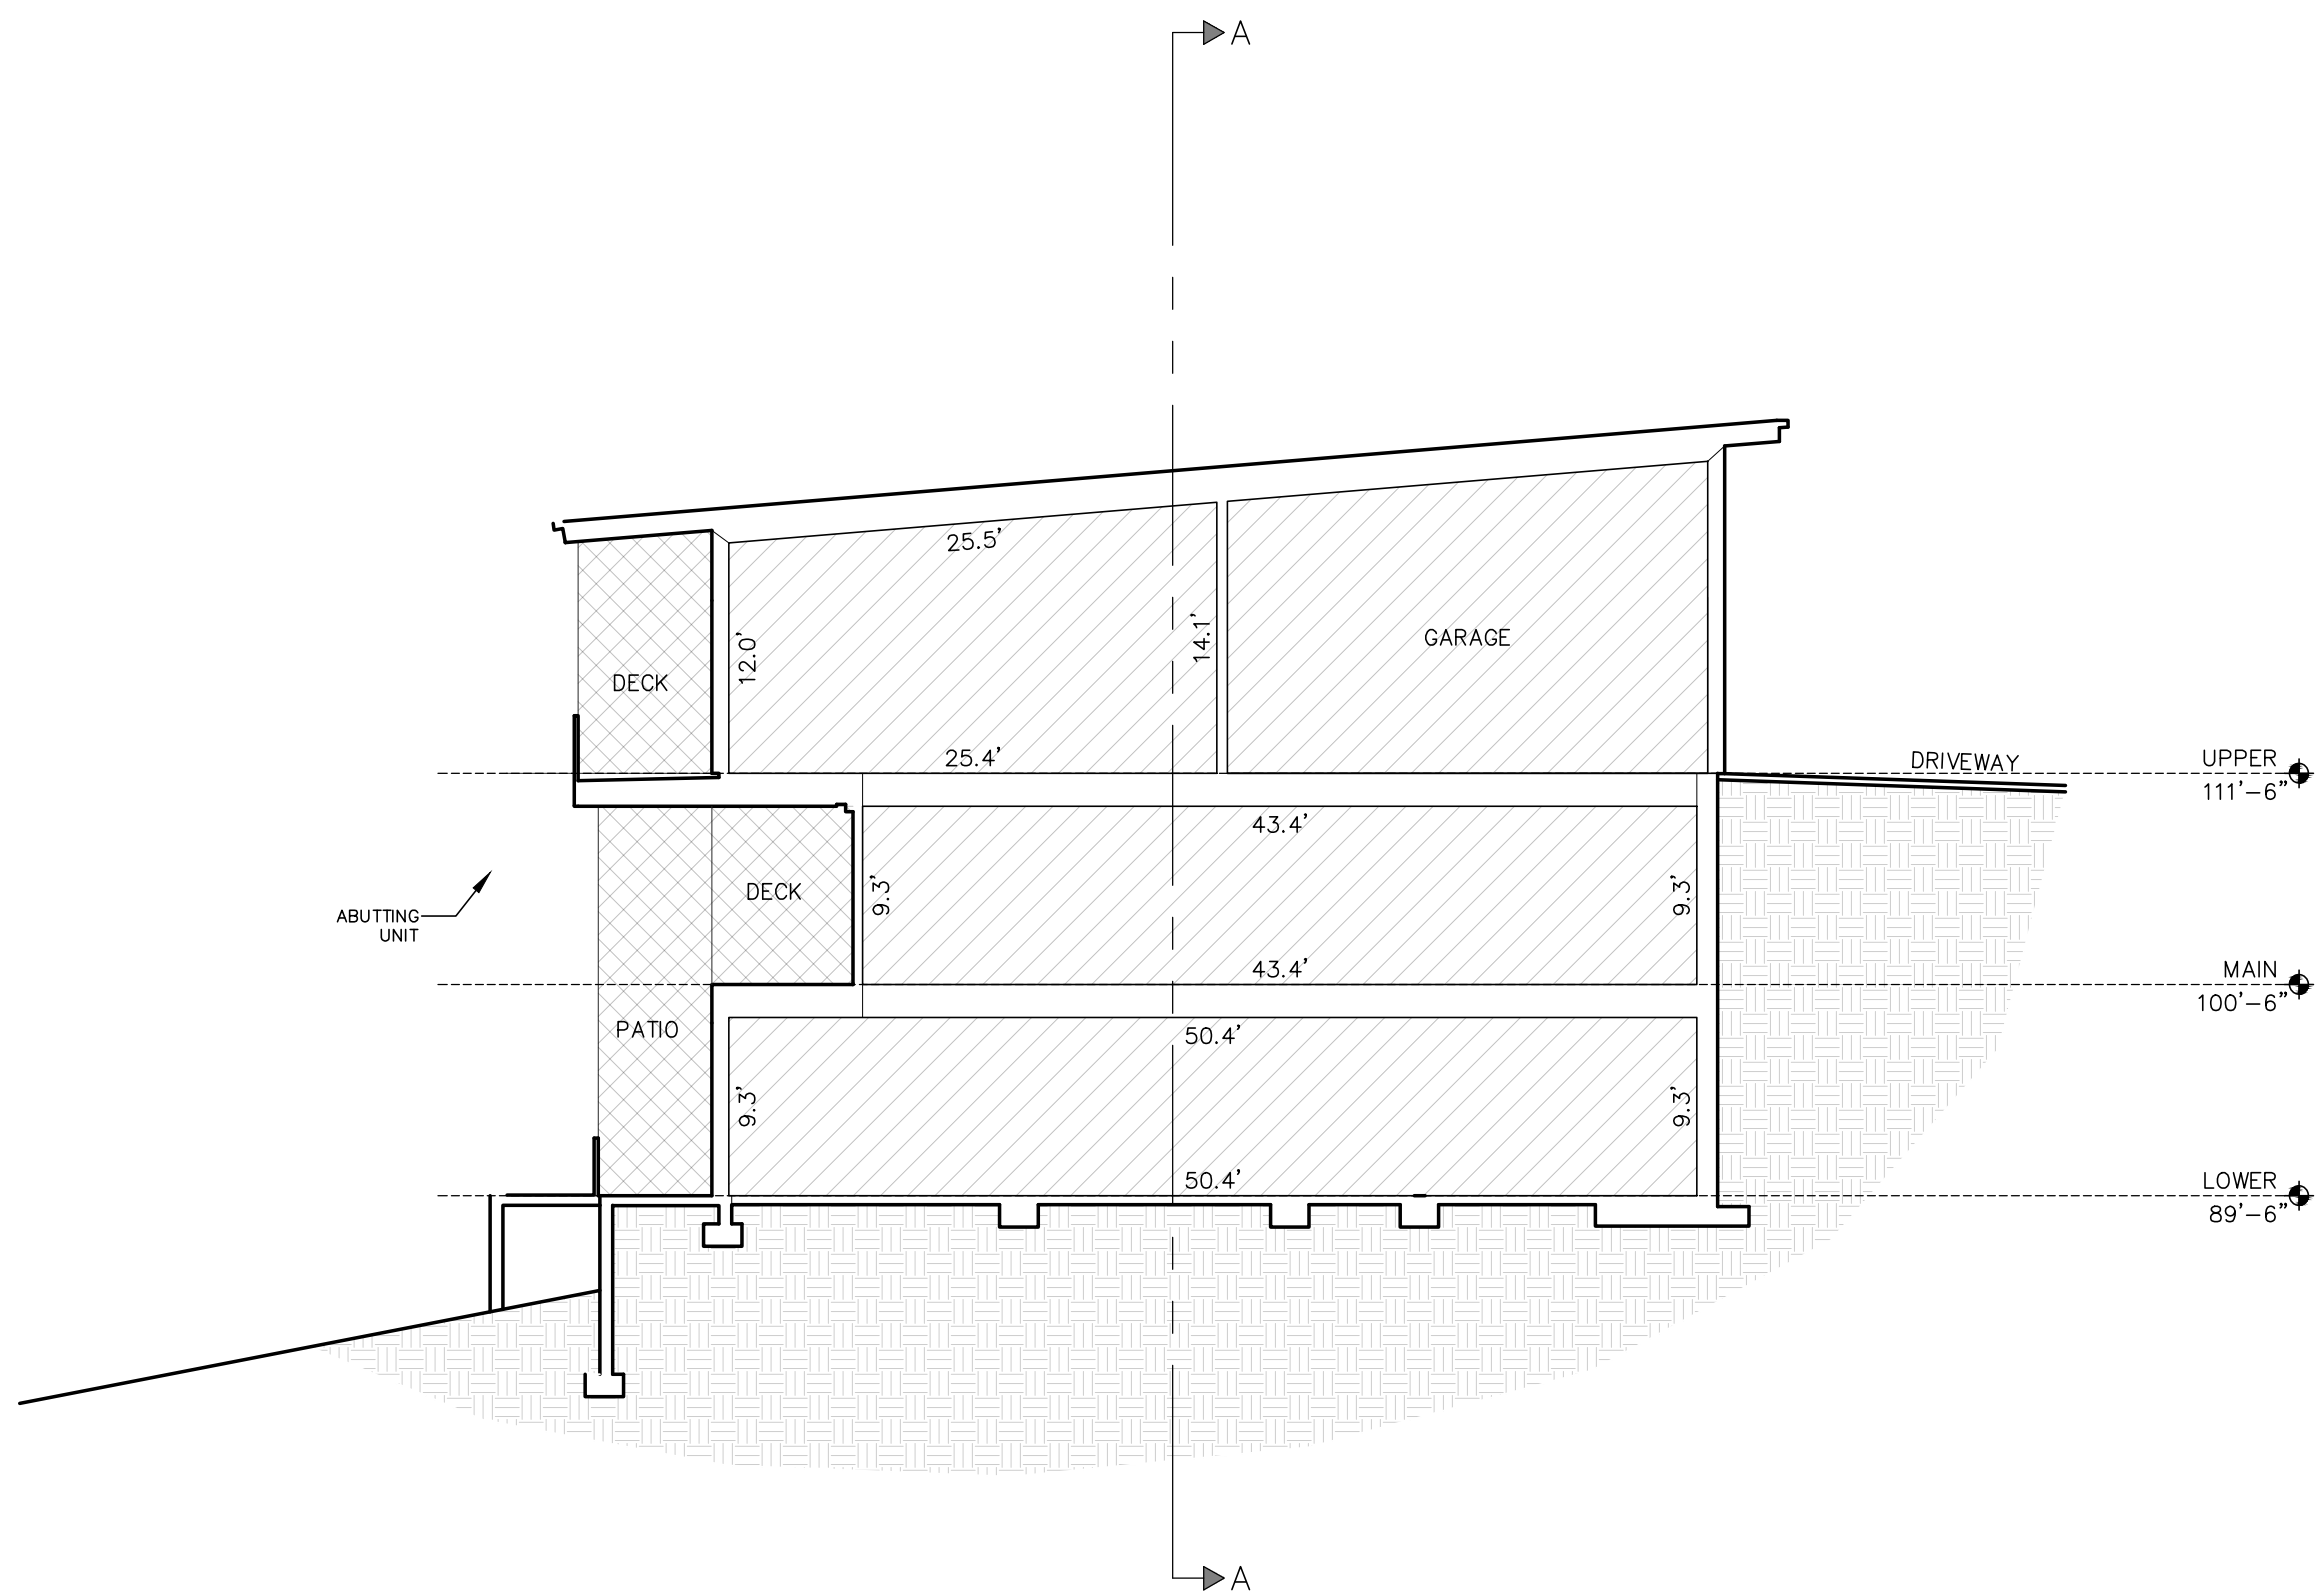 A
25.5'
12.0'
14.1'
GARAGE
DECK
25.4'
DRIVEWAY
UPPER
111'-6"
43.4'
9.3'
9.3'
DECK
ABUTTING
UNIT
43.4'
MAIN
100'-6"
PATIO
50.4'
9.3'
9.3'
50.4'
LOWER
89'-6"
A